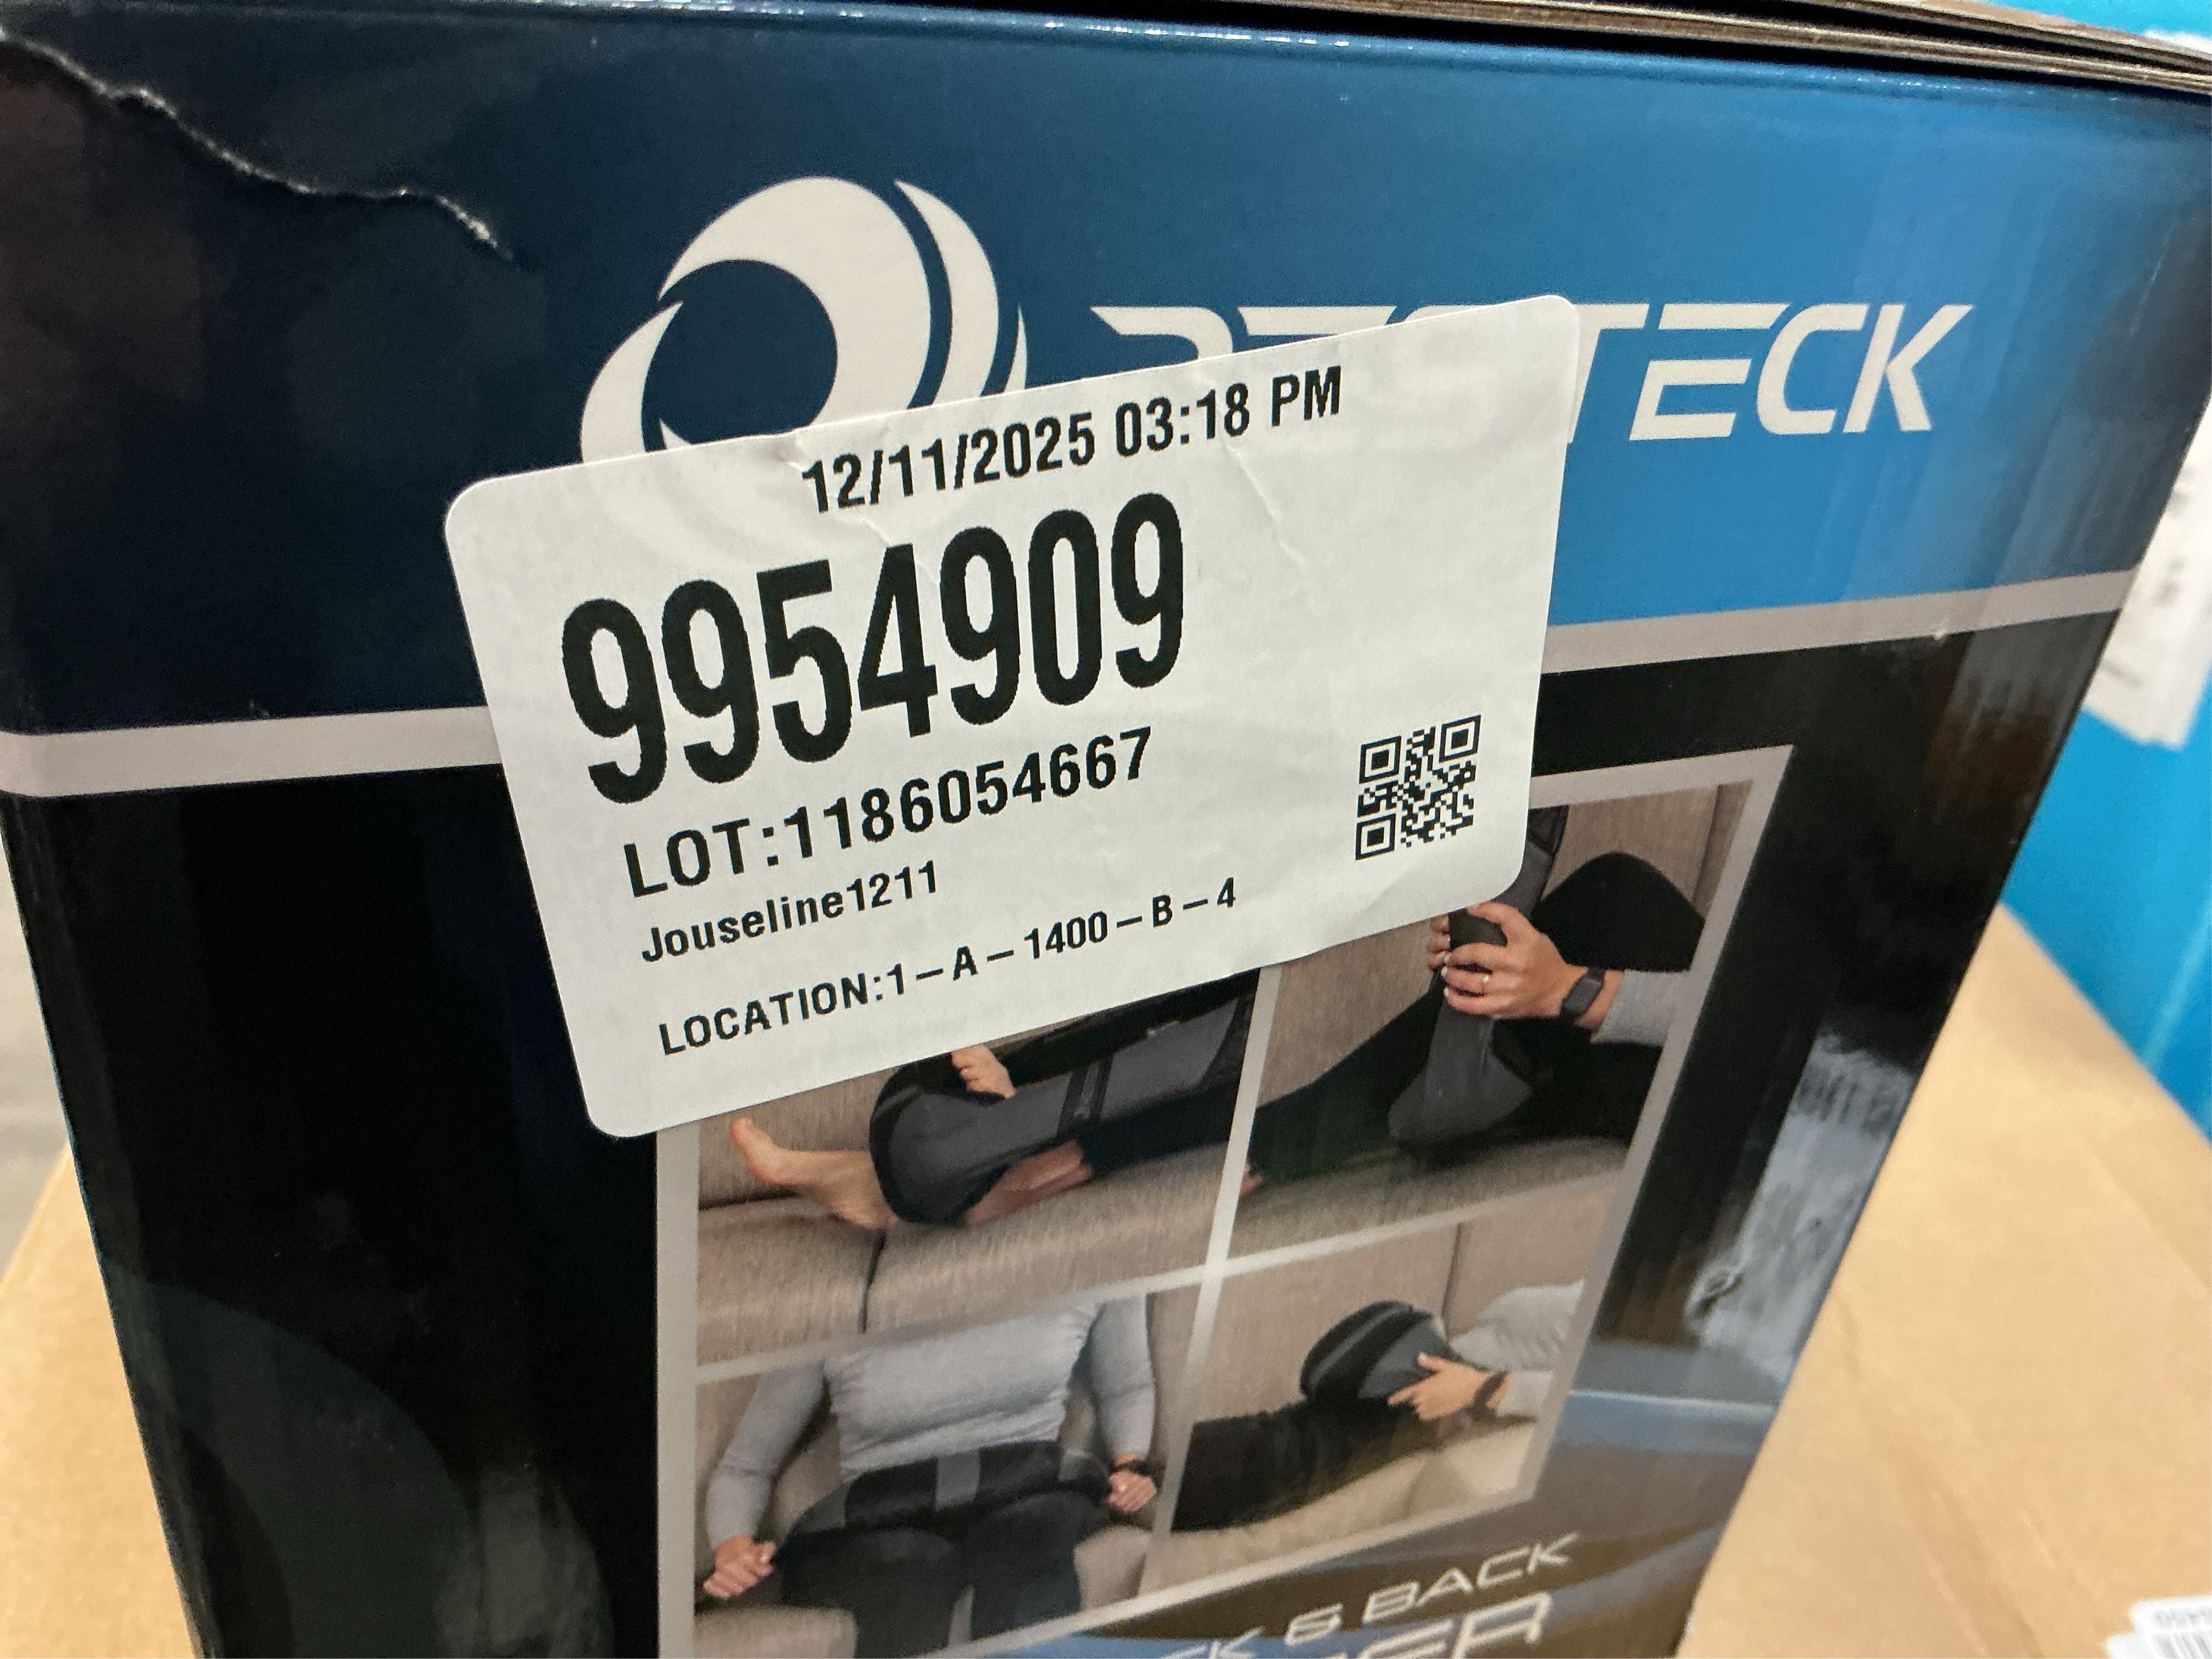 TECK
12/11/2025 03:18 PM
9954909
LOT:1186054667
Jouseline1211
LOCATION:1-A-1400-B-4
& BACK